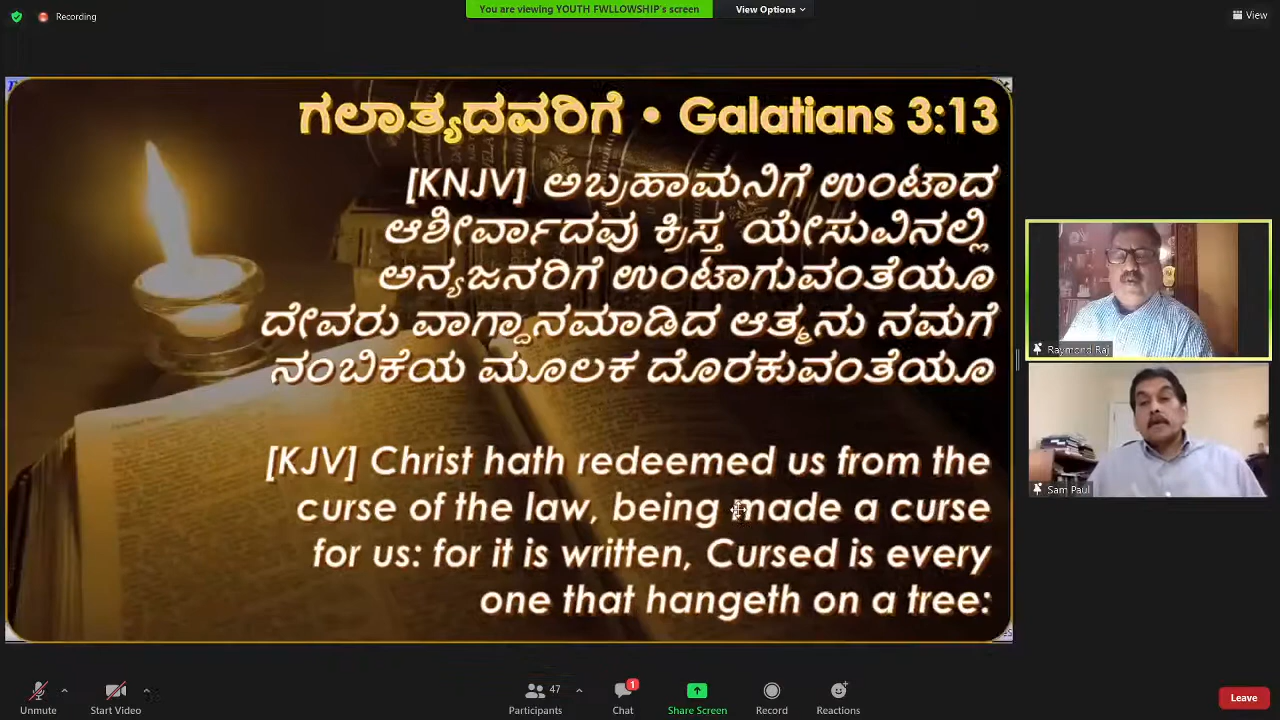 Recording
You are viewing YOUTH FWLLOWSHIP's screen
View Options
View
ಗಲಾತ್ಯದವರಿಗೆ • Galatians 3:13
[KNJV] ಅಬ್ರಹಾಮನಿಗೆ ಉಂಟಾದ
ಆಶೀರ್ವಾದವು ಕ್ರಿಸ್ತ ಯೇಸುವಿನಲ್ಲಿ
ಅನ್ಯಜನರಿಗೆ ಉಂಟಾಗುವಂತೆಯೂ
ದೇವರು ವಾಗ್ದಾನಮಾಡಿದ ಆತ್ಮನು ನಮಗೆ
ನಂಬಿಕೆಯ ಮೂಲಕ ದೊರಕುವಂತೆಯೂ
[KJV] Christ hath redeemed us from the
curse of the law, being made a curse
for us: for it is written, Cursed is every
one that hangeth on a tree:
Raymond Raj
Sam Paul
Unmute
Start Video
47
Participants
1
Chat
Share Screen
Record
Reactions
Leave